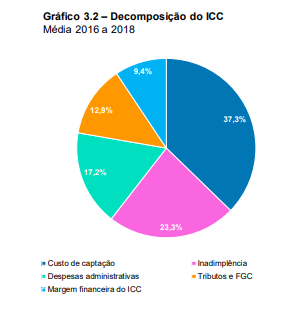 Gráfico 3.2 – Decomposição do ICC
Média 2016 a 2018
9,4%
37,3%
12,9%
17,2%
23,3%
Custo de captação
Inadimplência
Despesas administrativas
Tributos e FGC
Margem financeira do ICC